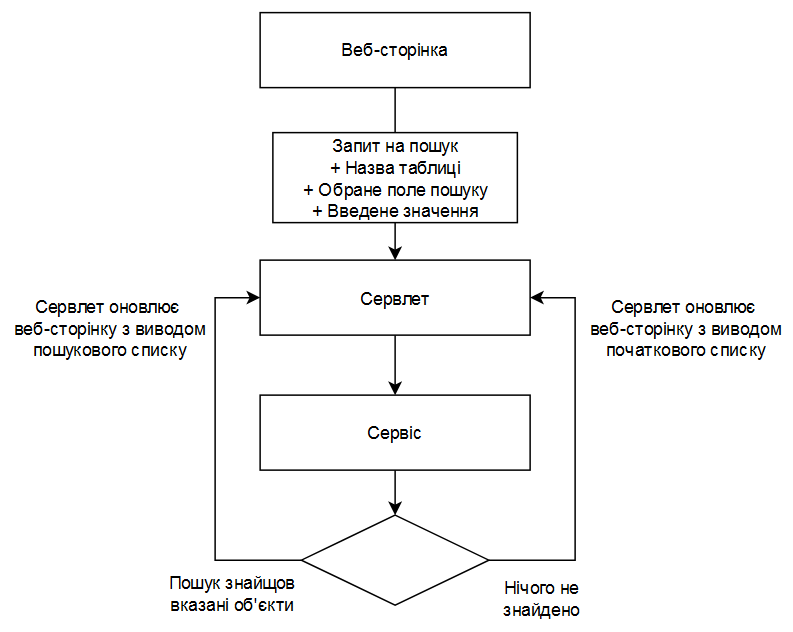 Веб-сторінка
Запит на пошук
+ Назва таблиці
+ Обране поле пошуку
+ Введене значення
Сервлет
Сервлет оновлює
веб-сторінку з виводом
пошукового списку
Сервлет оновлює
веб-сторінку з виводом
початкового списку
Сервіс
Пошук знайщов
вказані об'єкти
Нічого не
знайдено